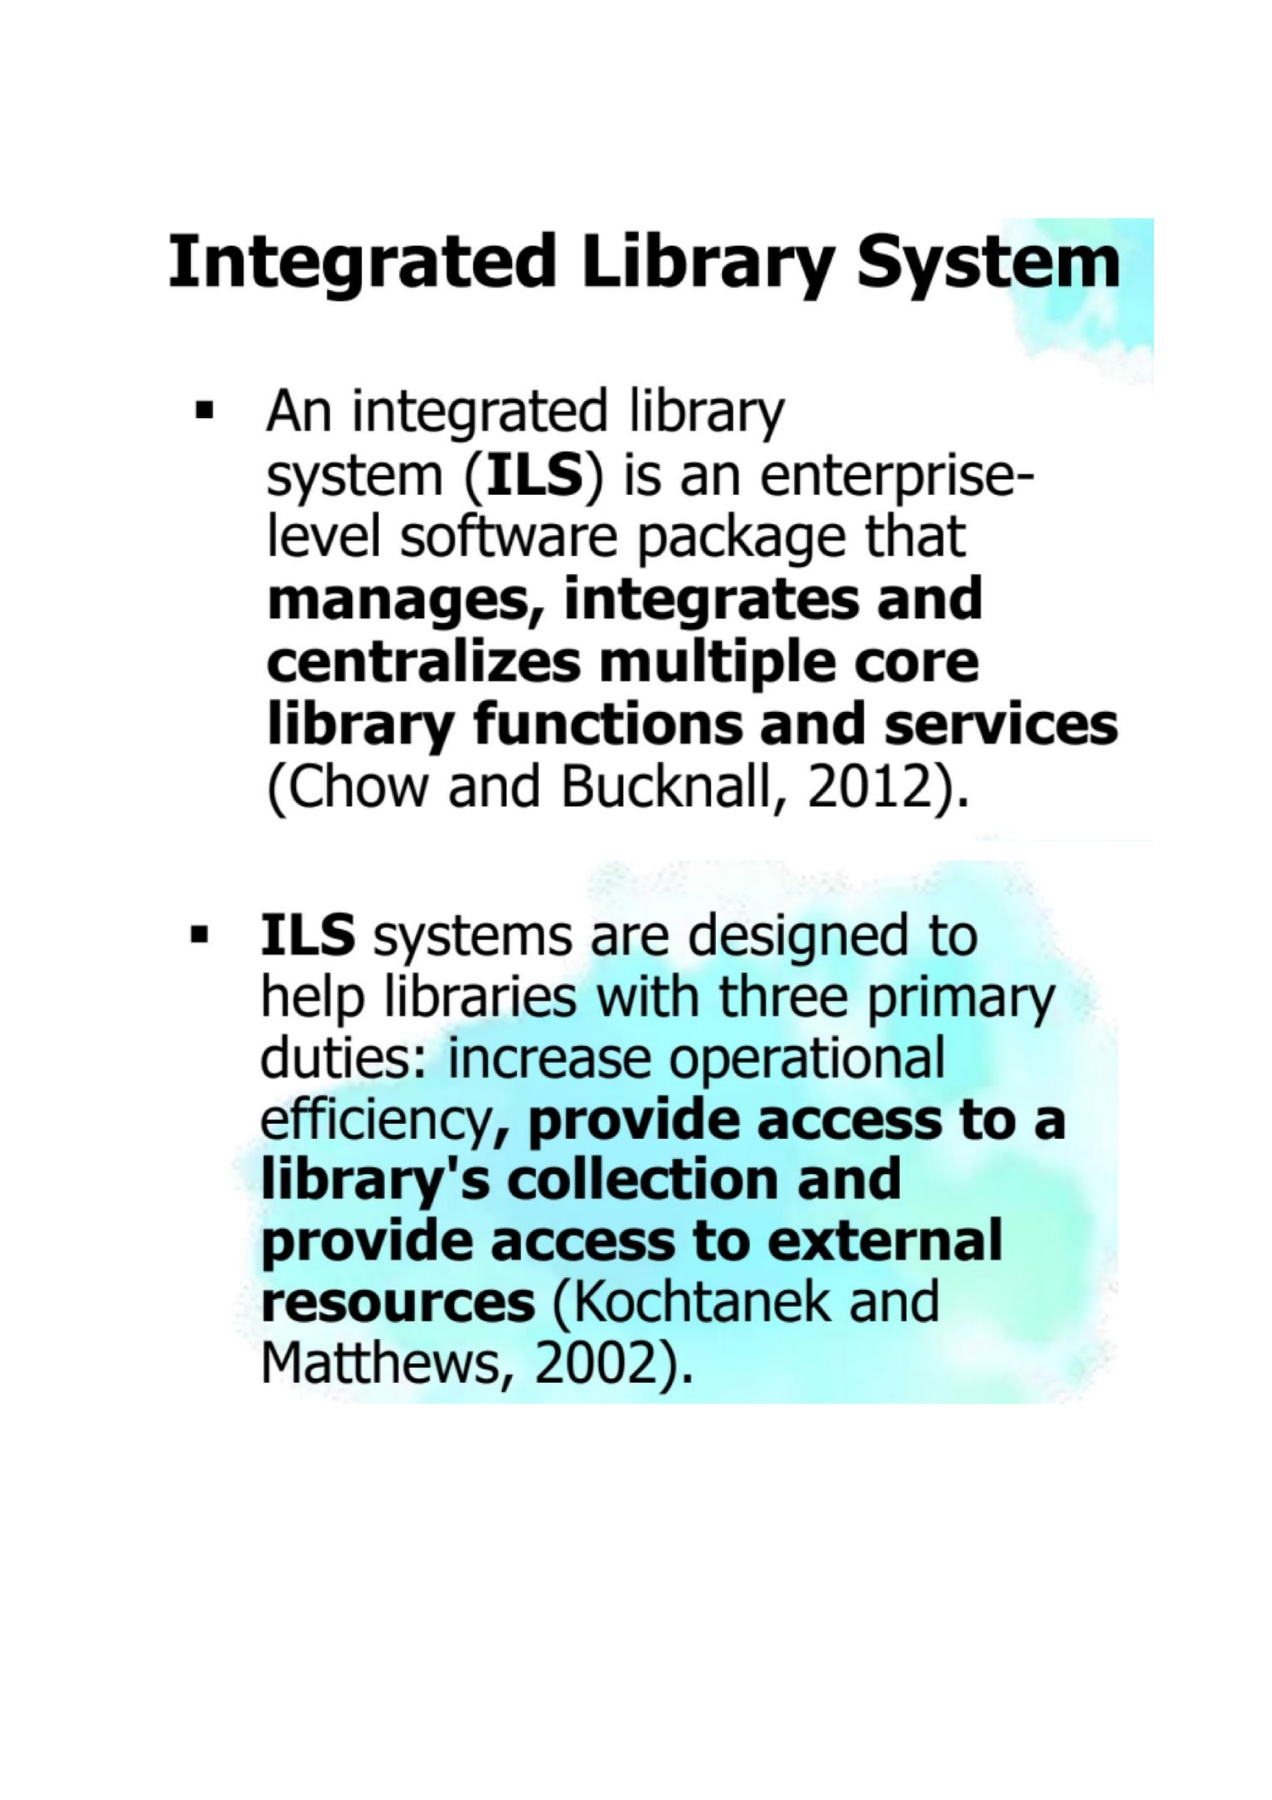 Integrated Library System
▪ An integrated library
system (ILS) is an enterprise-
level software package that
manages, integrates and
centralizes multiple core
library functions and services
(Chow and Bucknall, 2012).
▪ ILS systems are designed to
help libraries with three primary
duties: increase operational
efficiency, provide access to a
library's collection and
provide access to external
resources (Kochtanek and
Matthews, 2002).